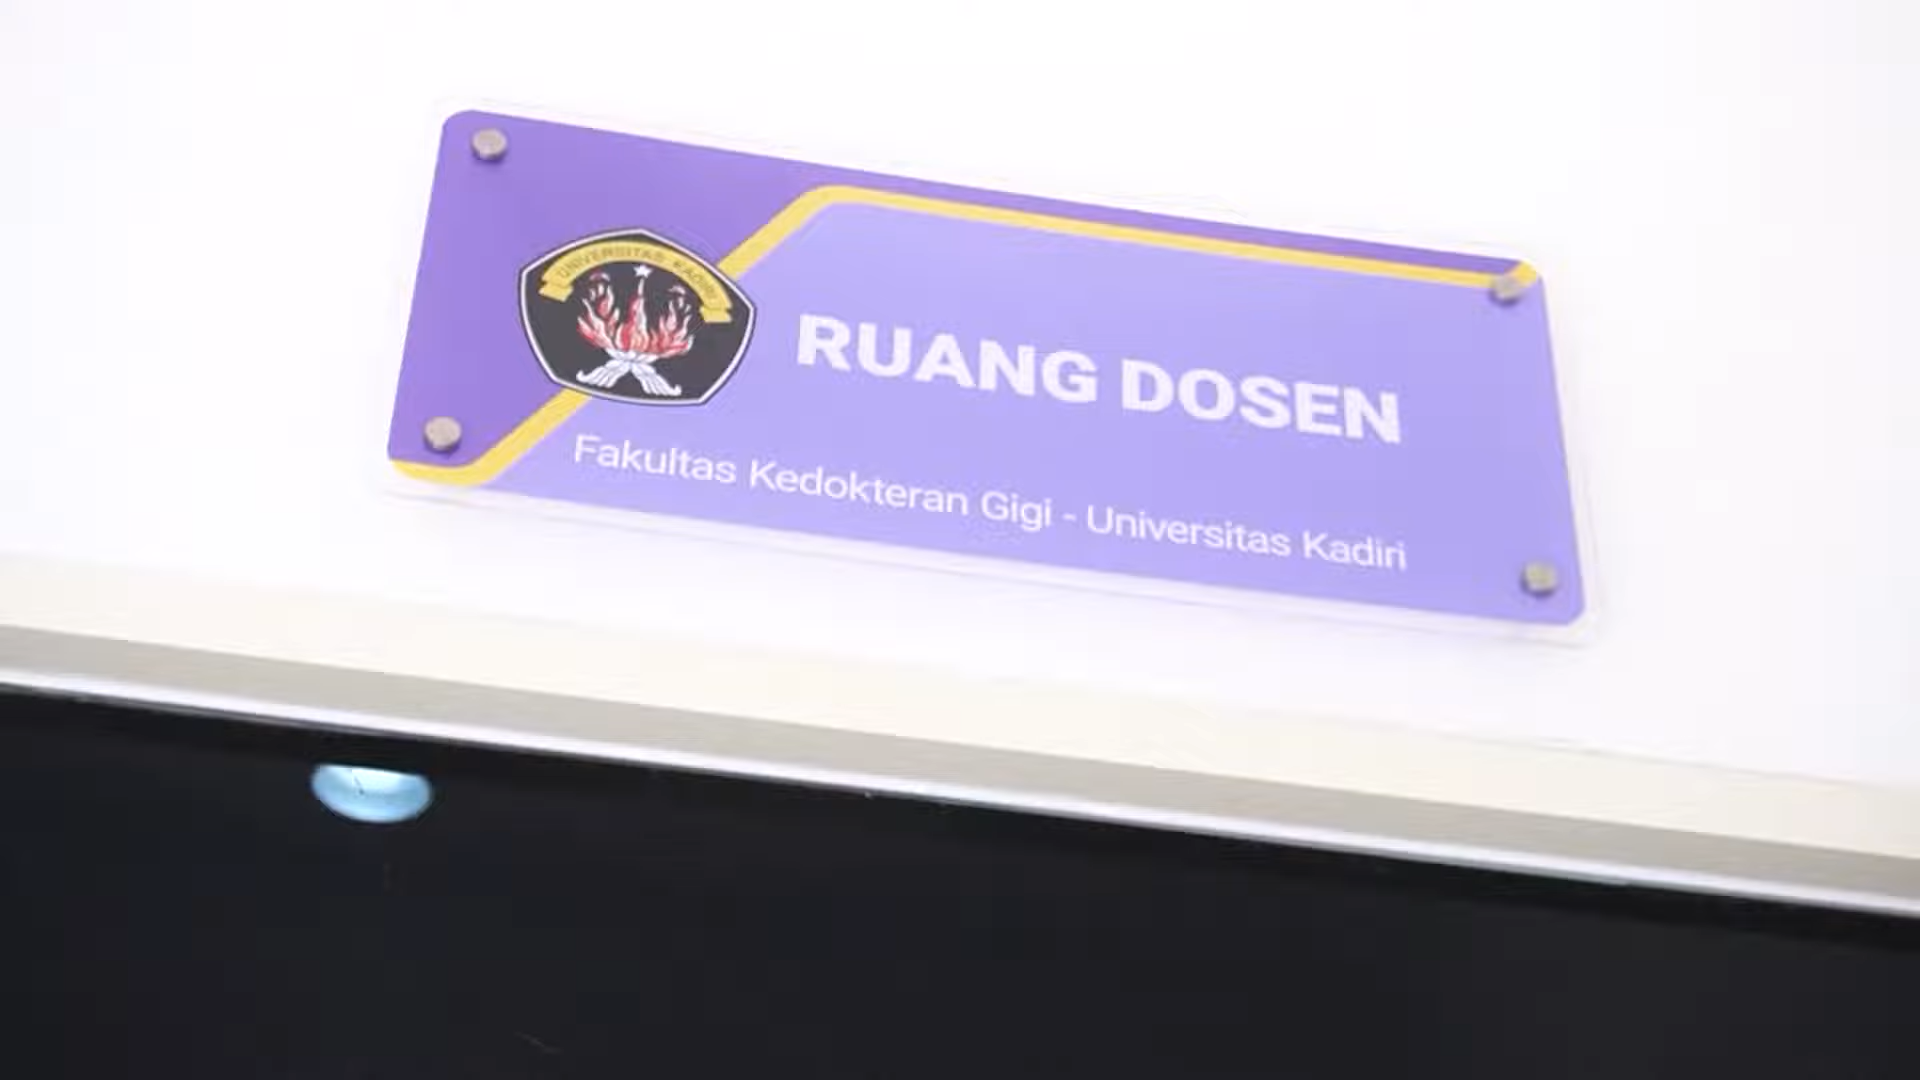 UNIVERSITAS KADIRI
RUANG DOSEN
Fakultas Kedokteran Gigi - Universitas Kadiri